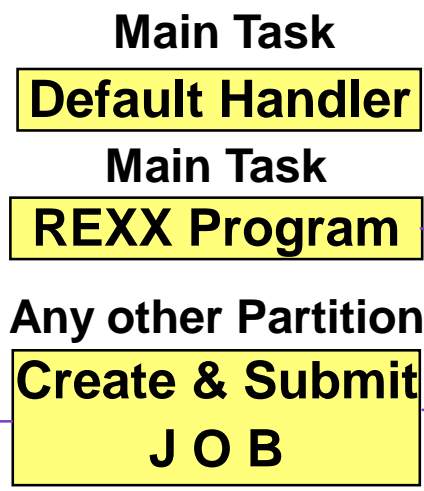 Main Task
Default Handler
Main Task
REXX Program
Any other Partition
Create & Submit
J O B